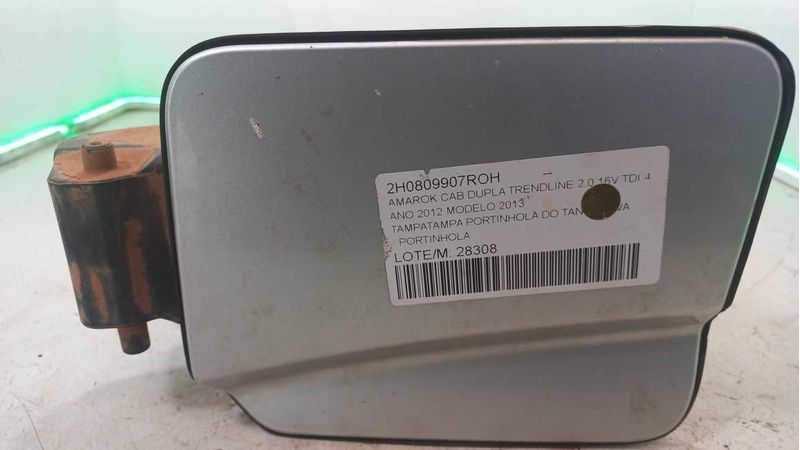 2H0809907ROH --
AMAROK CAB DUPLA TRENDLINE 2.0 16V TDI 4
ANO 2012 MODELO 2013
TAMPATAMPA PORTINHOLA DO
PORTINHOLA
LOTE/M: 28308